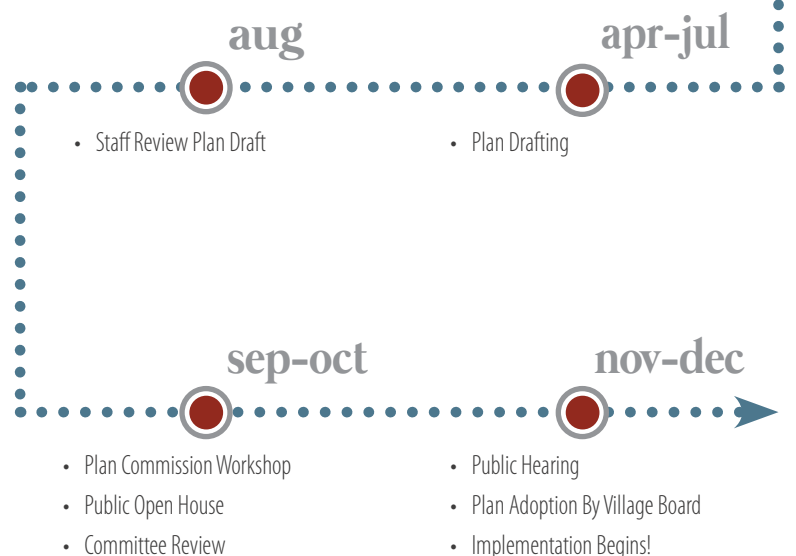 aug
apr-jul
• Staff Review Plan Draft
• Plan Drafting
sep-oct
nov-dec
• Plan Commission Workshop
• Public Open House
• Committee Review
• Public Hearing
• Plan Adoption By Village Board
• Implementation Begins!